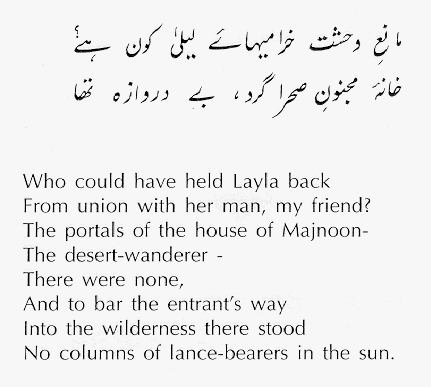 مانعِ وحشت خرامیہائے لیلیٰ کون ہے؟
خانۂ مجنونِ صحرا گرد، بے دروازہ تھا
Who could have held Layla back
From union with her man, my friend?
The portals of the house of Majnoon-
The desert-wanderer -
There were none,
And to bar the entrant's way
Into the wilderness there stood
No columns of lance-bearers in the sun.